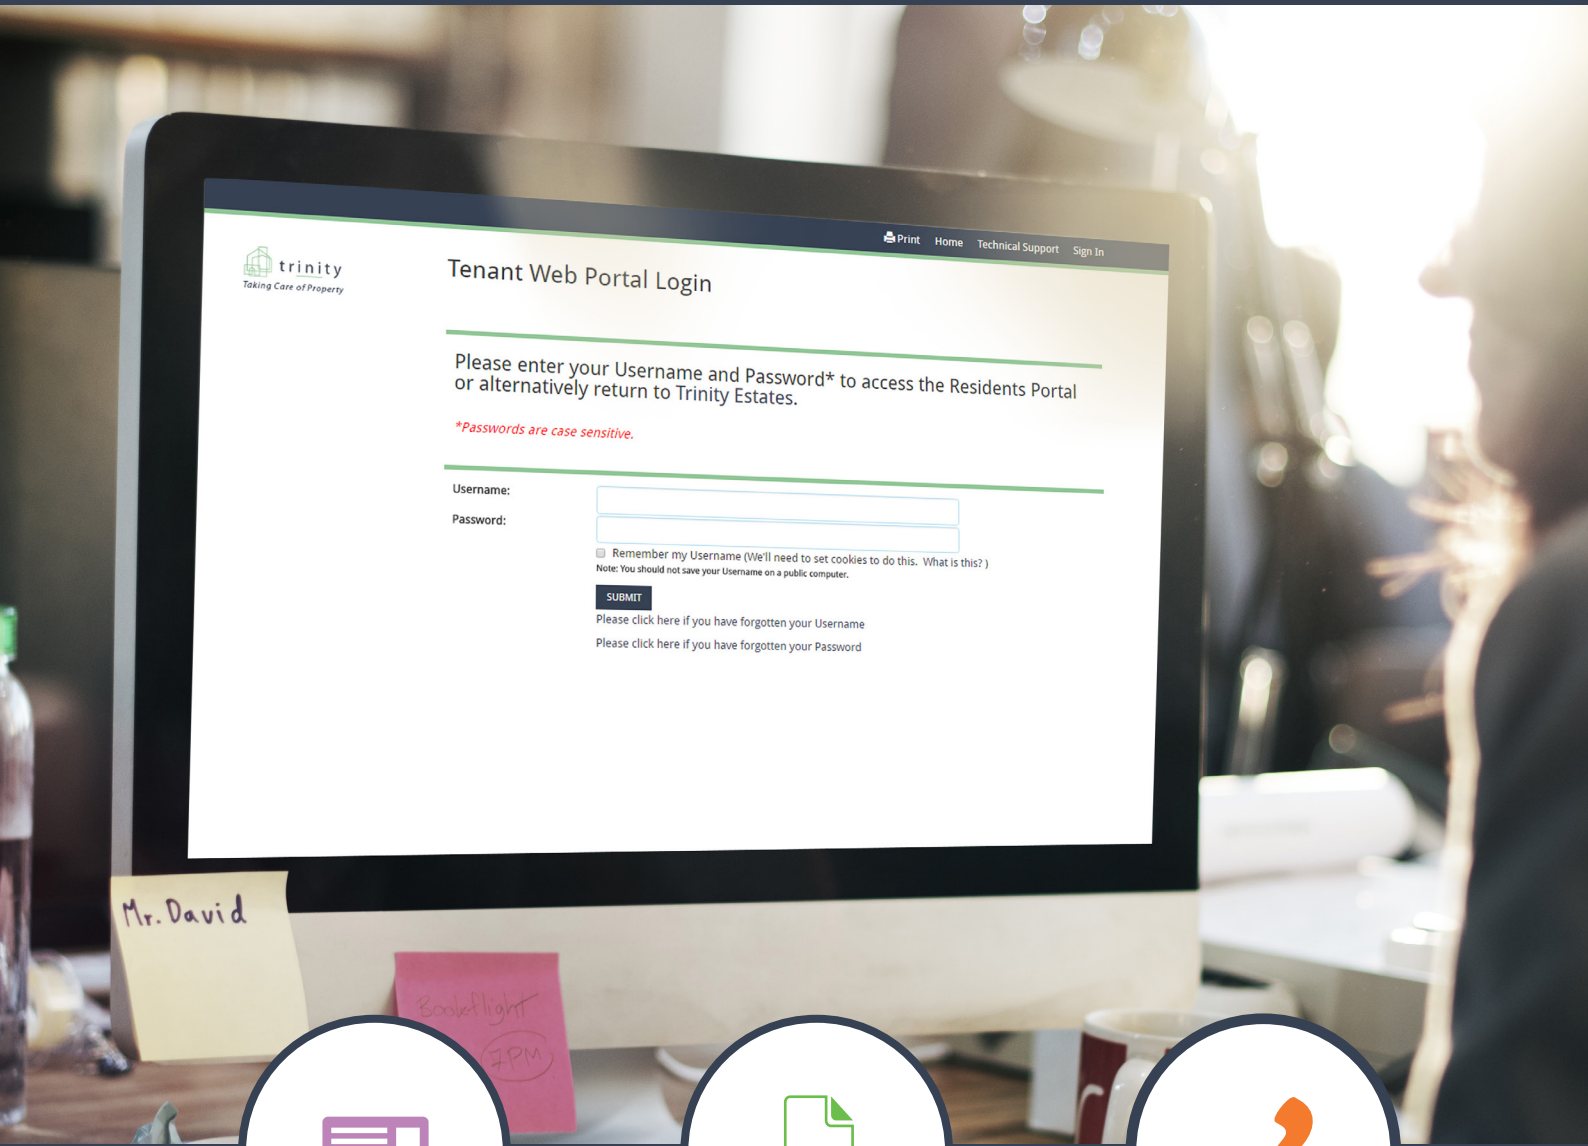 Print Home Technical Support Sign In
trinity
Taking Care of Property
Tenant Web Portal Login
Please enter your Username and Password* to access the Residents Portal
or alternatively return to Trinity Estates.
*Passwords are case sensitive.
Username:
Password:
Remember my Username (We'll need to set cookies to do this. What is this? )
Note: You should not save your Username on a public computer.
SUBMIT
Please click here if you have forgotten your Username
Please click here if you have forgotten your Password
Mr. David
Book flight
7PM